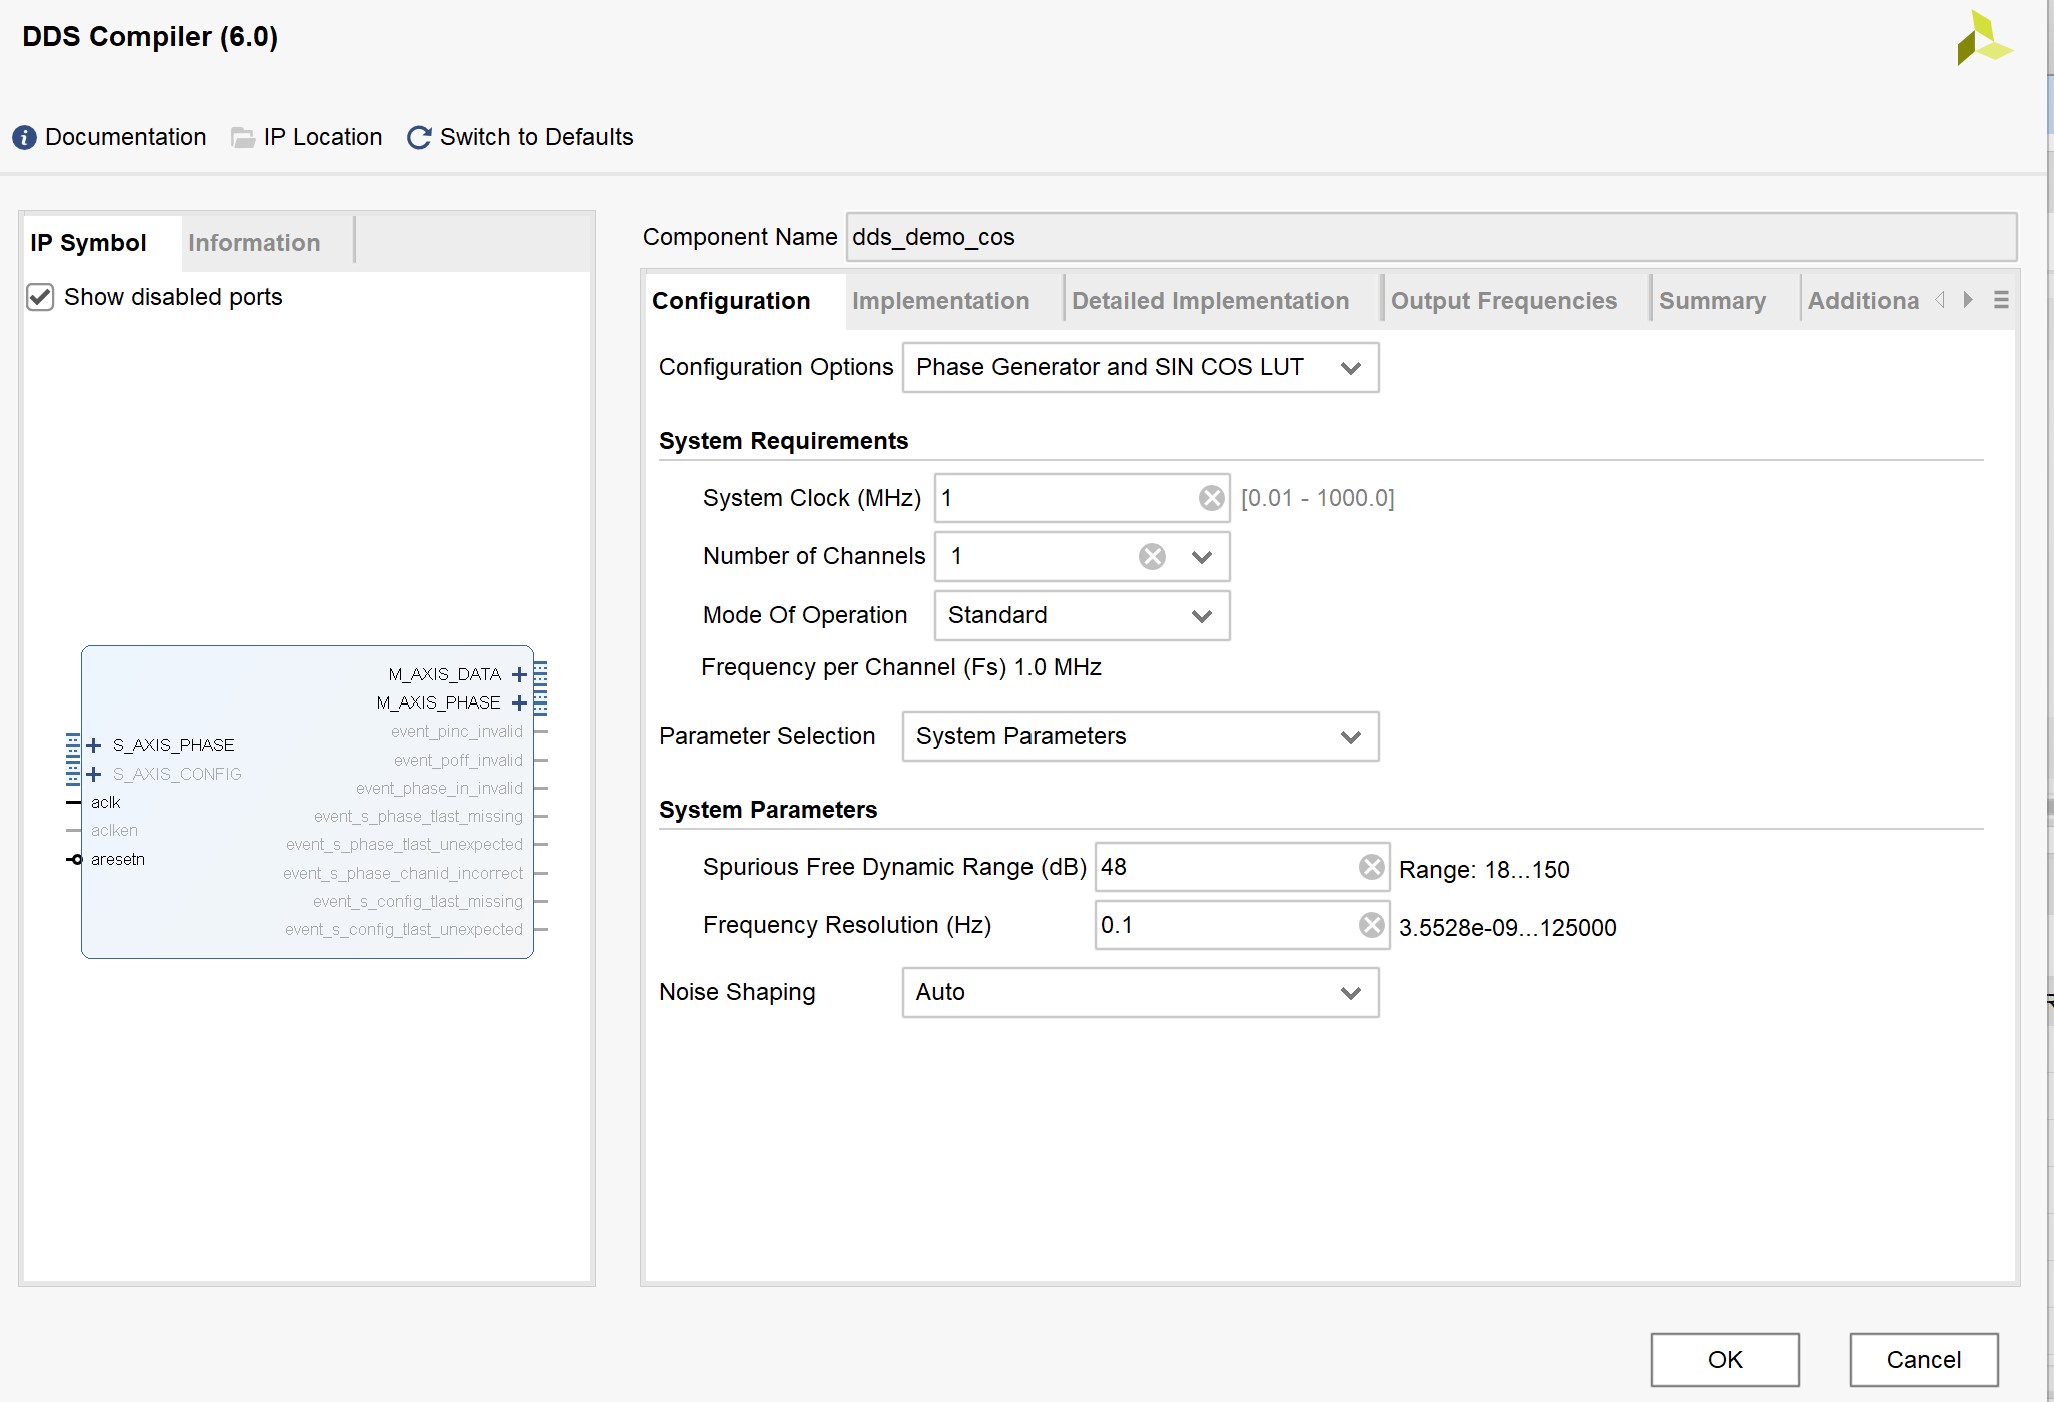 DDS Compiler (6.0)
Documentation IP Location Switch to Defaults
IP Symbol Information
Show disabled ports
M_AXIS_DATA
M_AXIS_PHASE
event_pinc_invalid
S_AXIS_PHASE
event_poff_invalid
S_AXIS_CONFIG
event_phase_in_invalid
aclk
event_s_phase_tlast_missing
aclken
event_s_phase_tlast_unexpected
aresetn
event_s_phase_chanid_incorrect
event_s_config_tlast_missing
event_s_config_tlast_unexpected
Component Name dds_demo_cos
Configuration Implementation Detailed Implementation Output Frequencies Summary Additiona
Configuration Options Phase Generator and SIN COS LUT
System Requirements
System Clock (MHz) 1 [0.01 - 1000.0]
Number of Channels 1
Mode Of Operation Standard
Frequency per Channel (Fs) 1.0 MHz
Parameter Selection System Parameters
System Parameters
Spurious Free Dynamic Range (dB) 48 Range: 18...150
Frequency Resolution (Hz) 0.1 3.5528e-09...125000
Noise Shaping Auto
OK Cancel